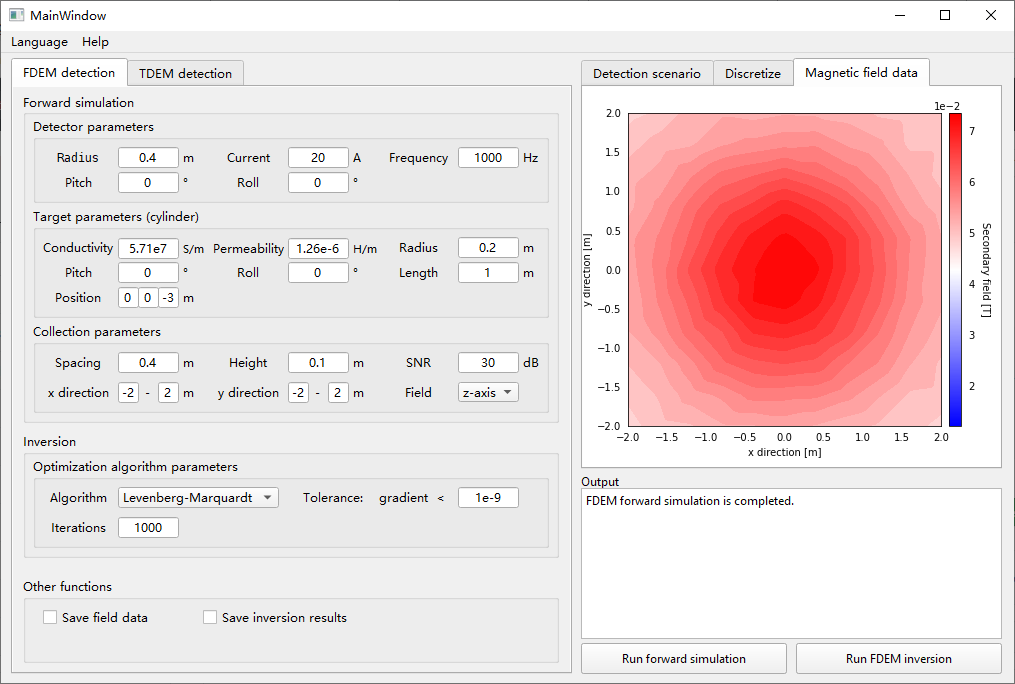 MainWindow
Language Help
FDEM detection TDEM detection
Forward simulation
Detector parameters
Radius 0.4 m Current 20 A Frequency 1000 Hz
Pitch 0 ° Roll 0 °
Target parameters (cylinder)
Conductivity 5.71e7 S/m Permeability 1.26e-6 H/m Radius 0.2 m
Pitch 0 ° Roll 0 ° Length 1 m
Position 0 0 -3 m
Collection parameters
Spacing 0.4 m Height 0.1 m SNR 30 dB
x direction -2 - 2 m y direction -2 - 2 m Field z-axis
Inversion
Optimization algorithm parameters
Algorithm Levenberg-Marquardt Tolerance: gradient < 1e-9
Iterations 1000
Other functions
Save field data Save inversion results
Detection scenario Discretize Magnetic field data
1e−2
2.0
1.5
1.0
0.5
0.0
−0.5
−1.0
−1.5
−2.0
y direction [m]
−2.0 −1.5 −1.0 −0.5 0.0 0.5 1.0 1.5 2.0
x direction [m]
7
6
5
4
3
2
Secondary field [T]
Output
FDEM forward simulation is completed.
Run forward simulation Run FDEM inversion